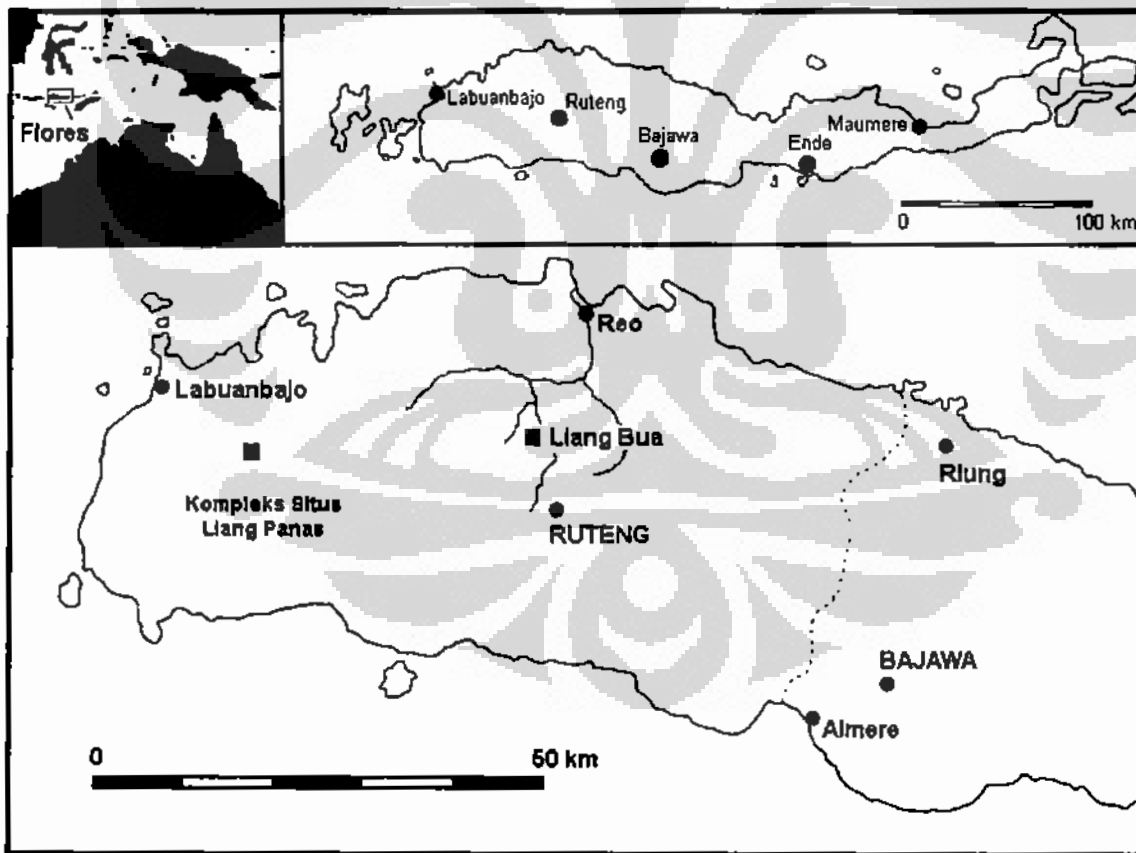 Flores
Labuanbajo
Ruteng
Bajawa
Ende
Maumere
0 100 km
Reo
Labuanbajo
Liang Bua
Riung
Kompleks Situs
Liang Panas
RUTENG
BAJAWA
Aimere
0 50 km